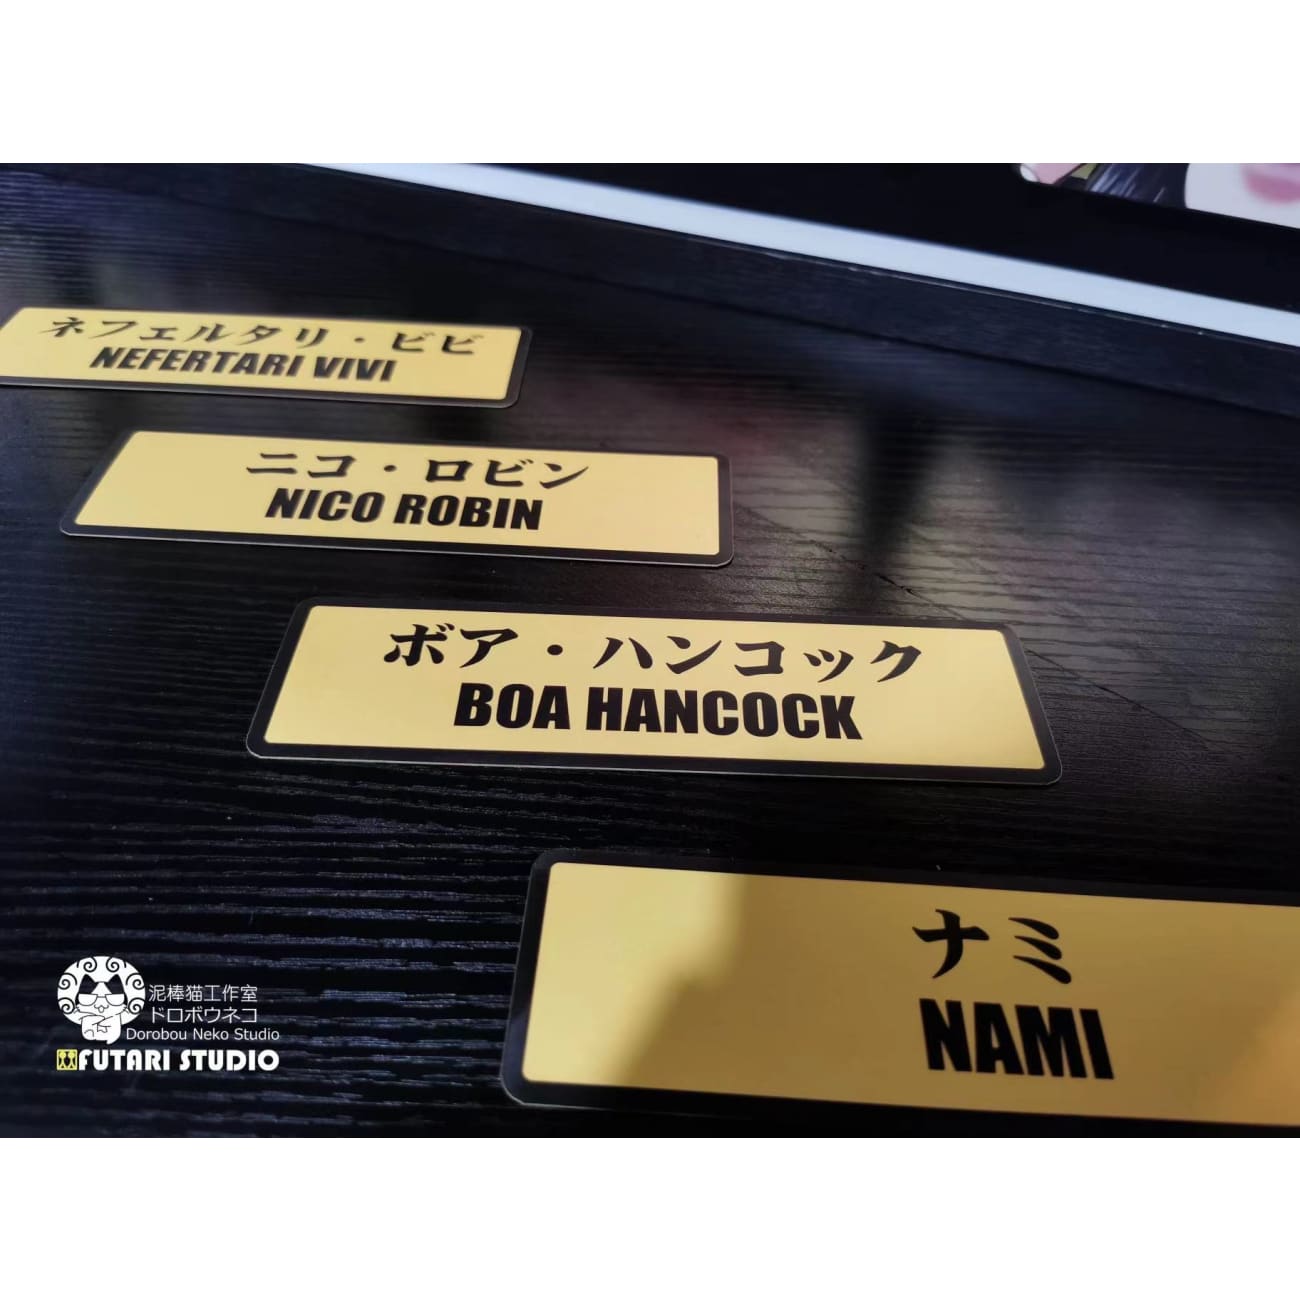 ネフェルタリ・ビビ
NEFERTARI VIVI
ニコ・ロビン
NICO ROBIN
ボア・ハンコック
BOA HANCOCK
ナミ
NAMI
泥棒猫工作室
ドロボウネコ
Dorobou Neko Studio
FUTARI STUDIO